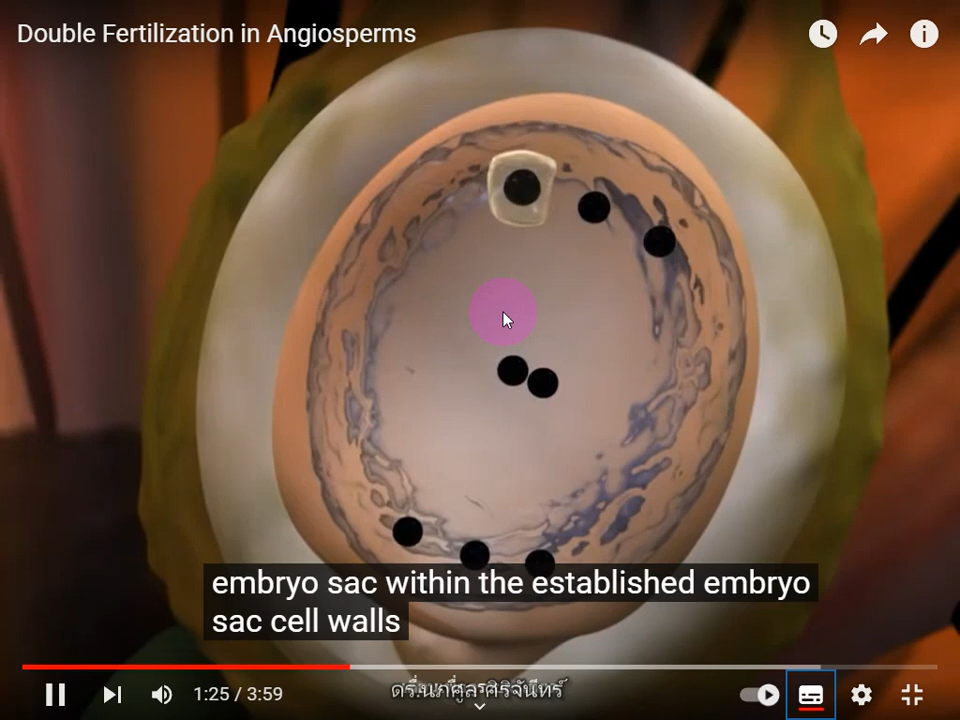 Double Fertilization in Angiosperms
embryo sac within the established embryo
sac cell walls
1:25 / 3:59